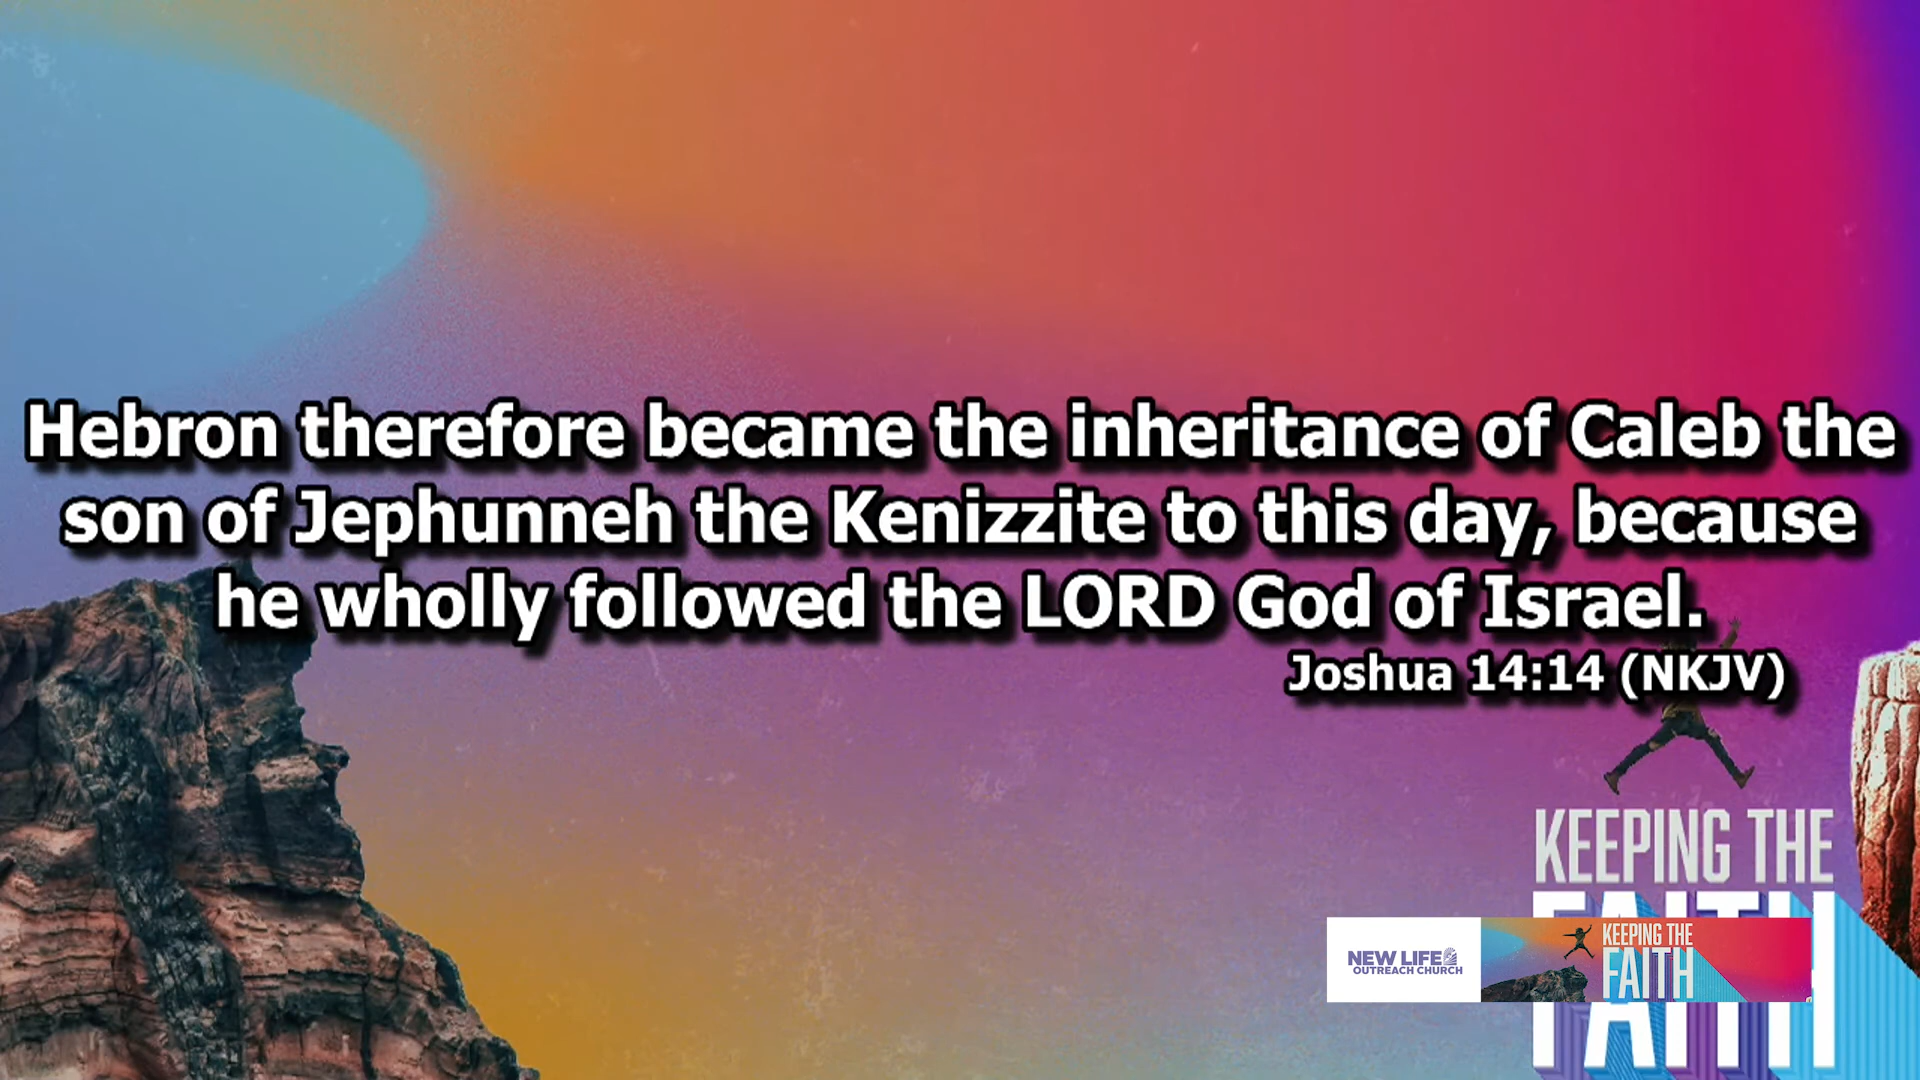 Hebron therefore became the inheritance of Caleb the
son of Jephunneh the Kenizzite to this day, because
he wholly followed the LORD God of Israel.
Joshua 14:14 (NKJV)
KEEPING THE
FAITH
NEW LIFE
OUTREACH CHURCH
KEEPING THE
FAITH